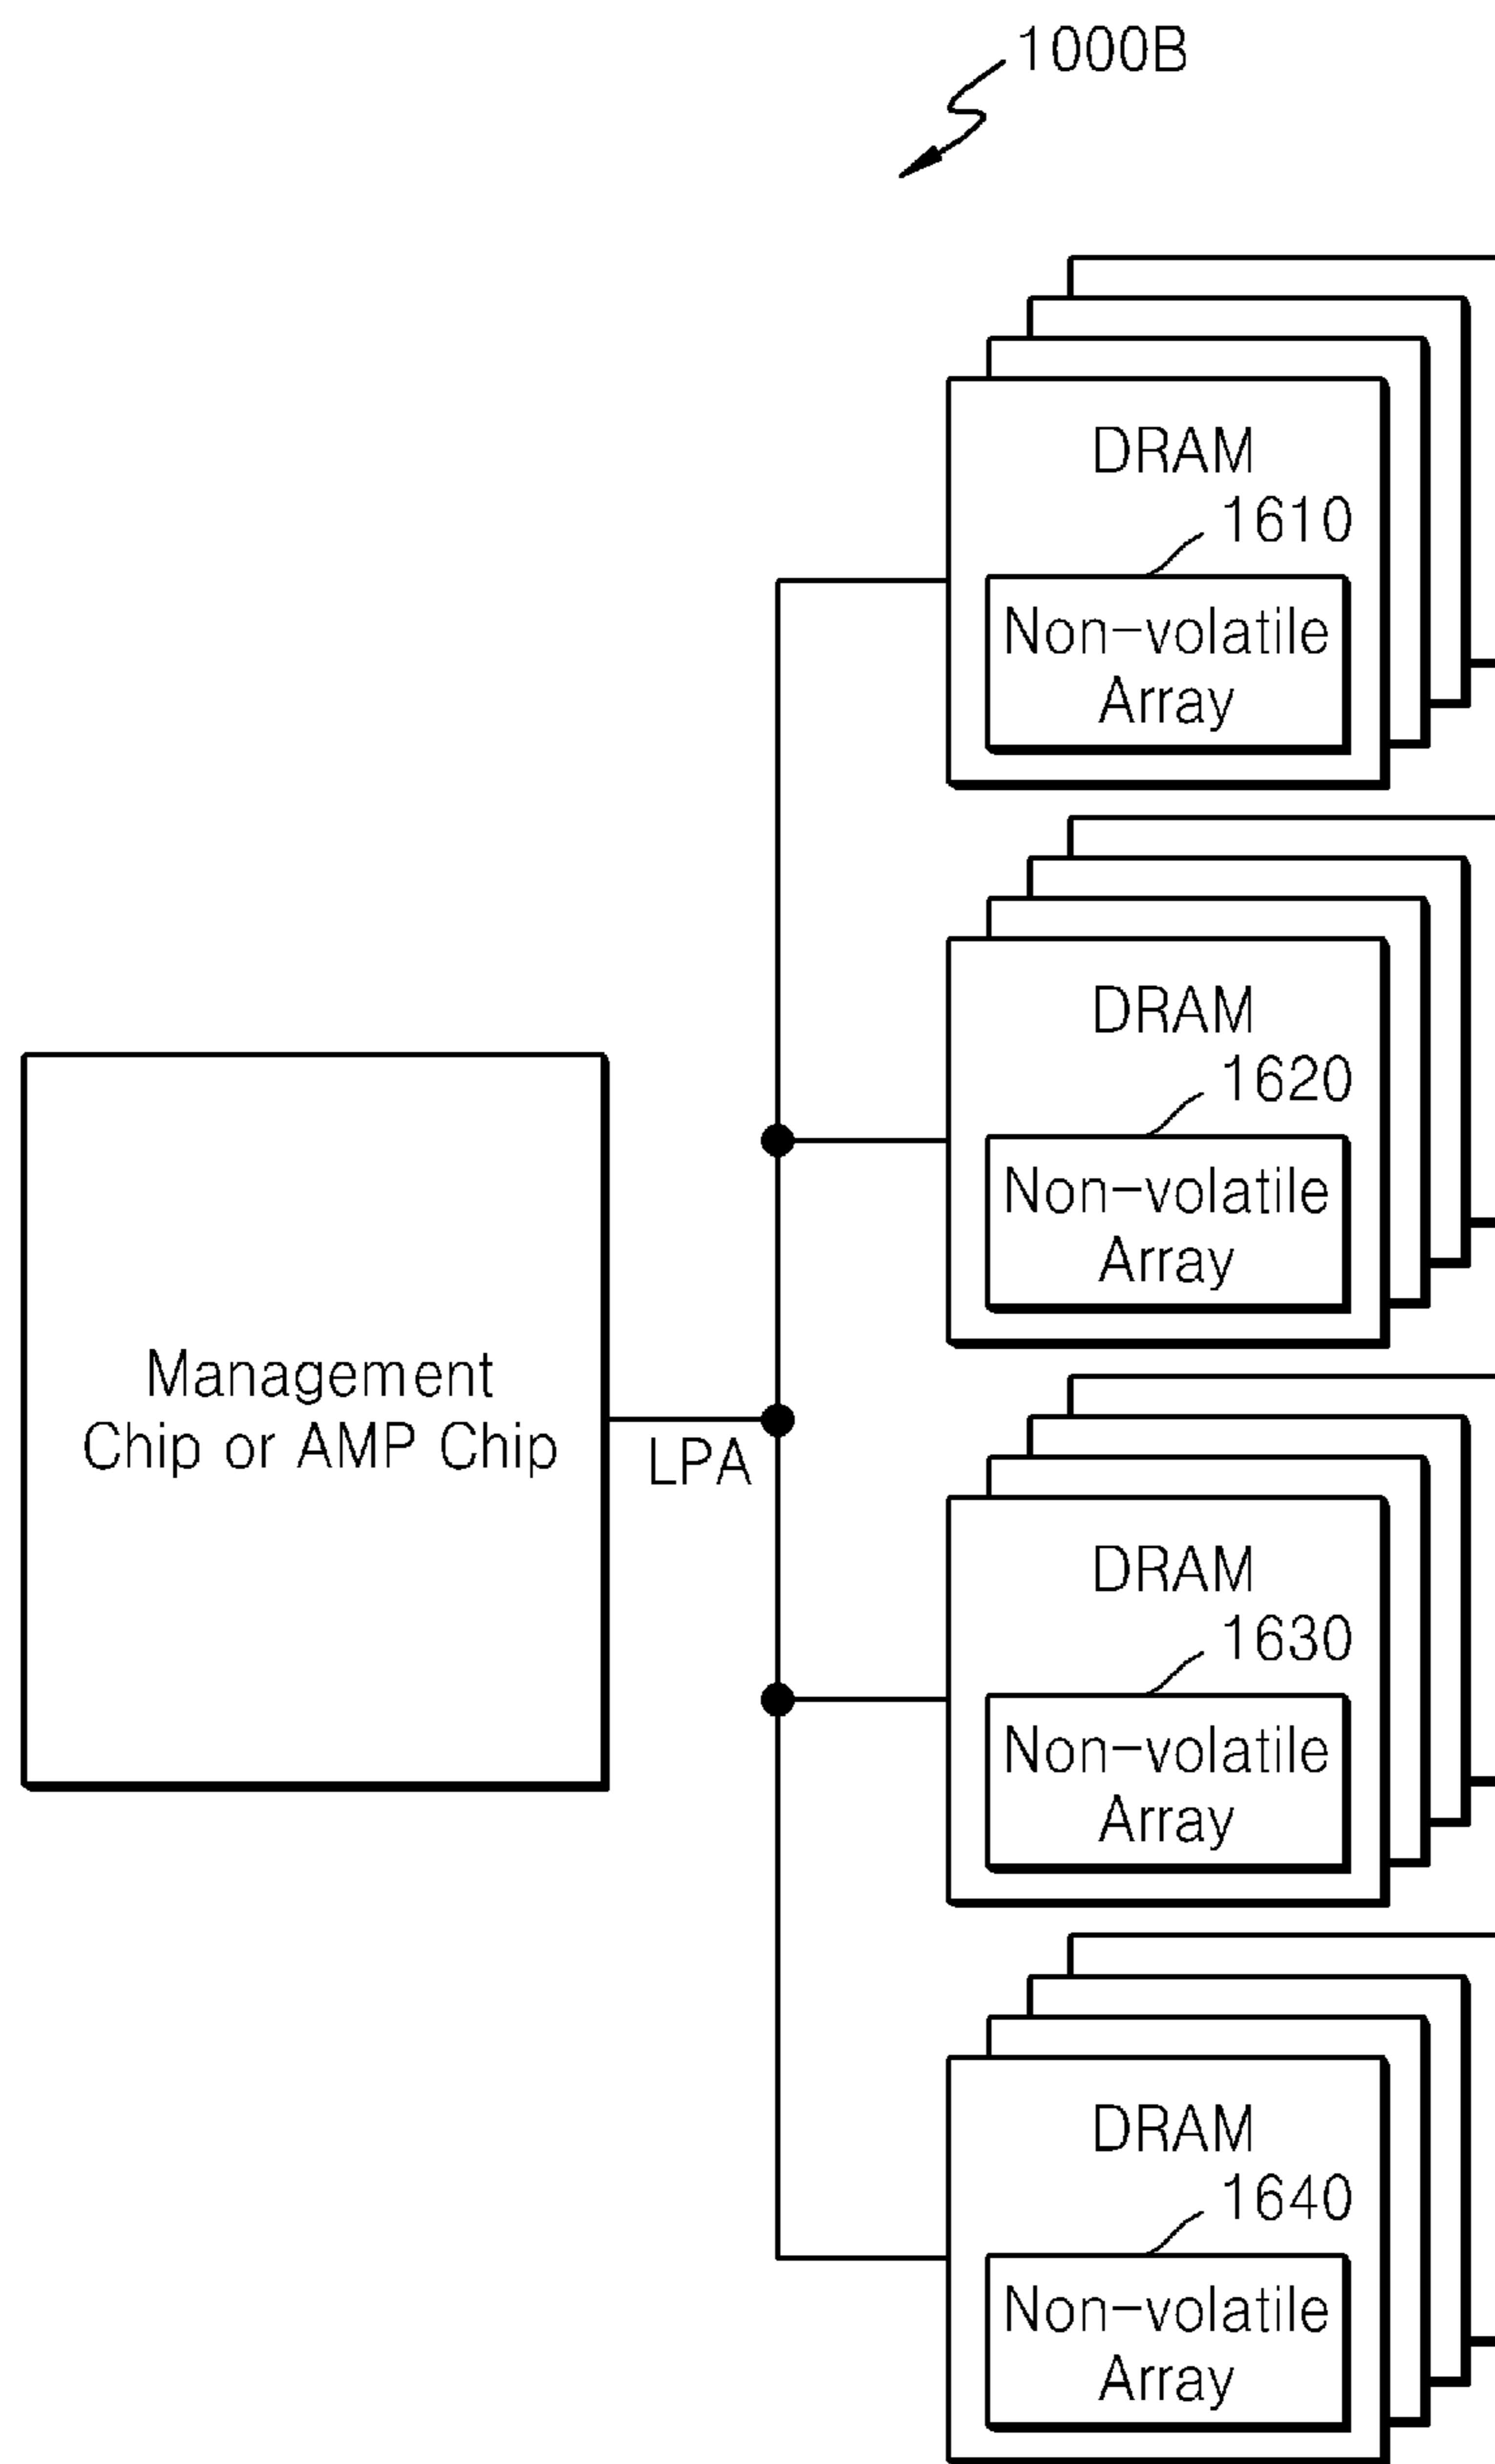 1000B
DRAM
1610
Non-volatile
Array
DRAM
1620
Non-volatile
Array
Management
Chip or AMP Chip
LPA
DRAM
1630
Non-volatile
Array
DRAM
1640
Non-volatile
Array